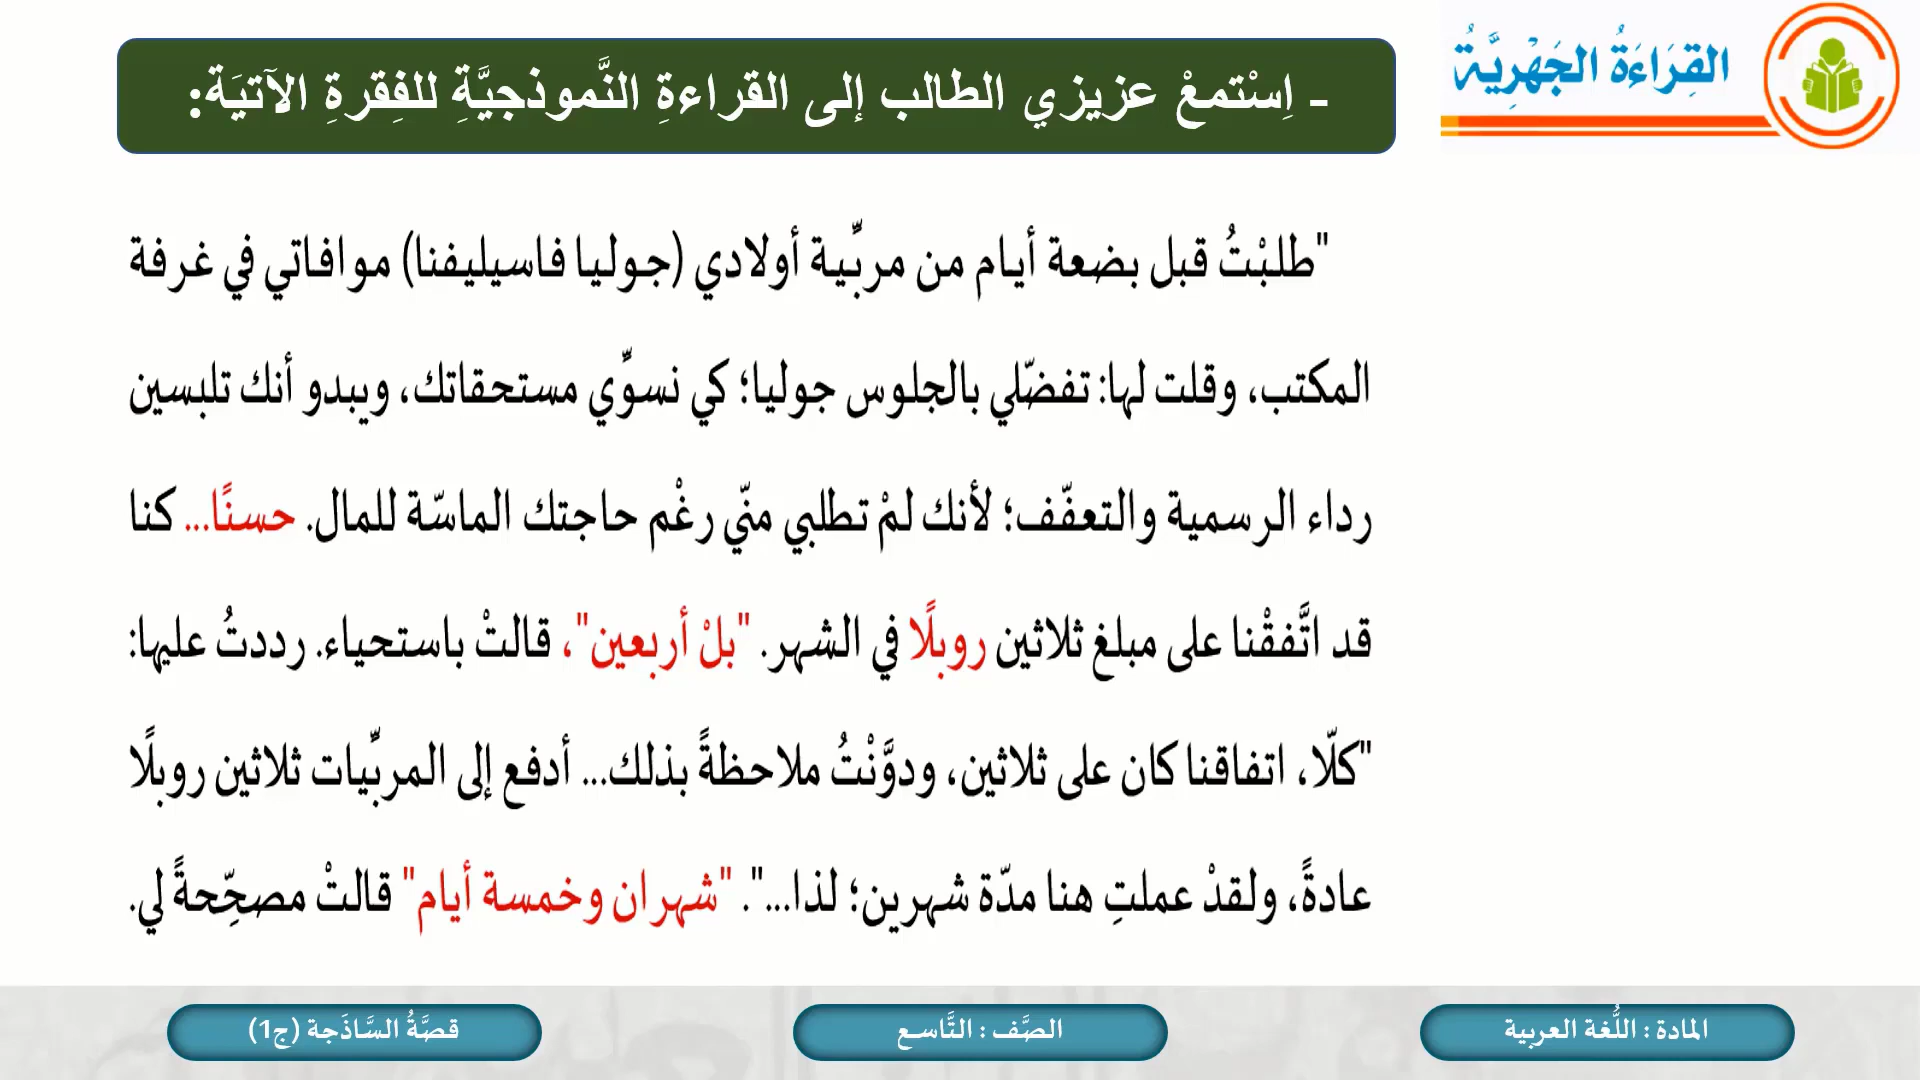 القِرَاءَةُ الجَهْرِيَّةُ
- اِسْتمعْ عزيزي الطالب إلى القراءةِ النَّموذجيَّةِ للفِقرةِ الآتيَة:
"طلبْتُ قبل بضعة أيام من مربِّية أولادي (جوليا فاسيليفنا) موافاتي في غرفة
المكتب، وقلت لها: تفضّلي بالجلوس جوليا؛ كي نسوِّي مستحقاتك، ويبدو أنك تلبسين
رداء الرسمية والتعفّف؛ لأنك لمْ تطلبي منّي رغْم حاجتك الماسّة للمال. حسنًا... كنا
قد اتَّفقْنا على مبلغ ثلاثين روبلًا في الشهر. "بلْ أربعين"، قالتْ باستحياء. رددتُ عليها:
"كلّا، اتفاقنا كان على ثلاثين، ودوَّنْتُ ملاحظةً بذلك... أدفع إلى المربِّيات ثلاثين روبلًا
عادةً، ولقدْ عملتِ هنا مدّة شهرين؛ لذا...". "شهران وخمسة أيام" قالتْ مصحِّحةً لي.
المادة : اللُّغة العربية
الصَّف : التَّاسع
قصَّةُ السَّاذَجة (ج1)